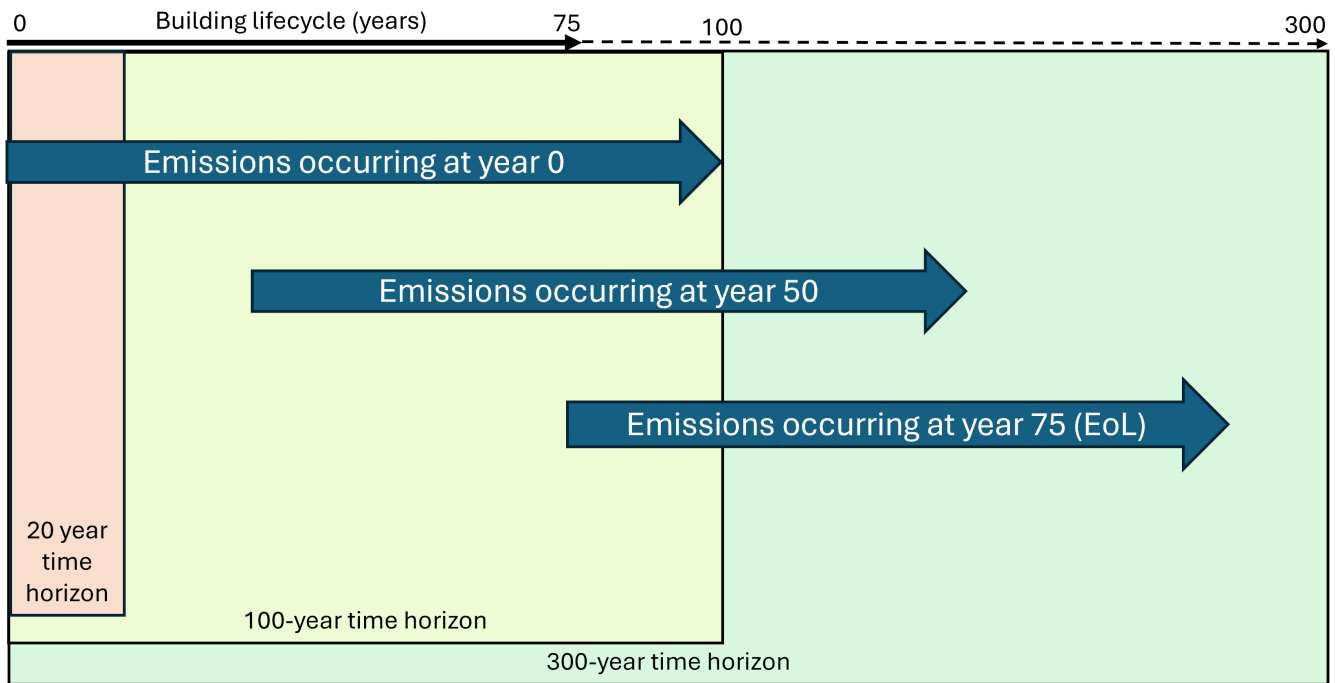 0 Building lifecycle (years) 75 100 300
Emissions occurring at year 0
Emissions occurring at year 50
Emissions occurring at year 75 (EoL)
20 year
time
horizon
100-year time horizon
300-year time horizon